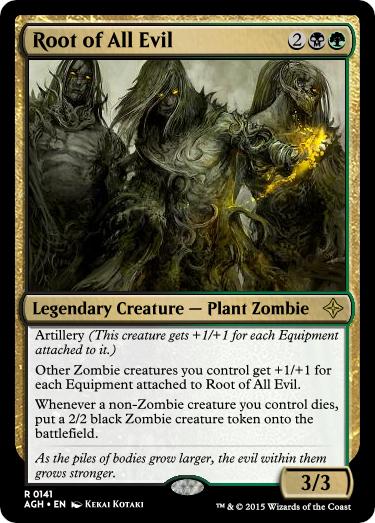 Root of All Evil 2
Legendary Creature — Plant Zombie
Artillery (This creature gets +1/+1 for each Equipment
attached to it.)
Other Zombie creatures you control get +1/+1 for
each Equipment attached to Root of All Evil.
Whenever a non-Zombie creature you control dies,
put a 2/2 black Zombie creature token onto the
battlefield.
As the piles of bodies grow larger, the evil within them
grows stronger.
3/3
R 0141
AGH • EN Kekai Kotaki
™ & © 2015 Wizards of the Coast